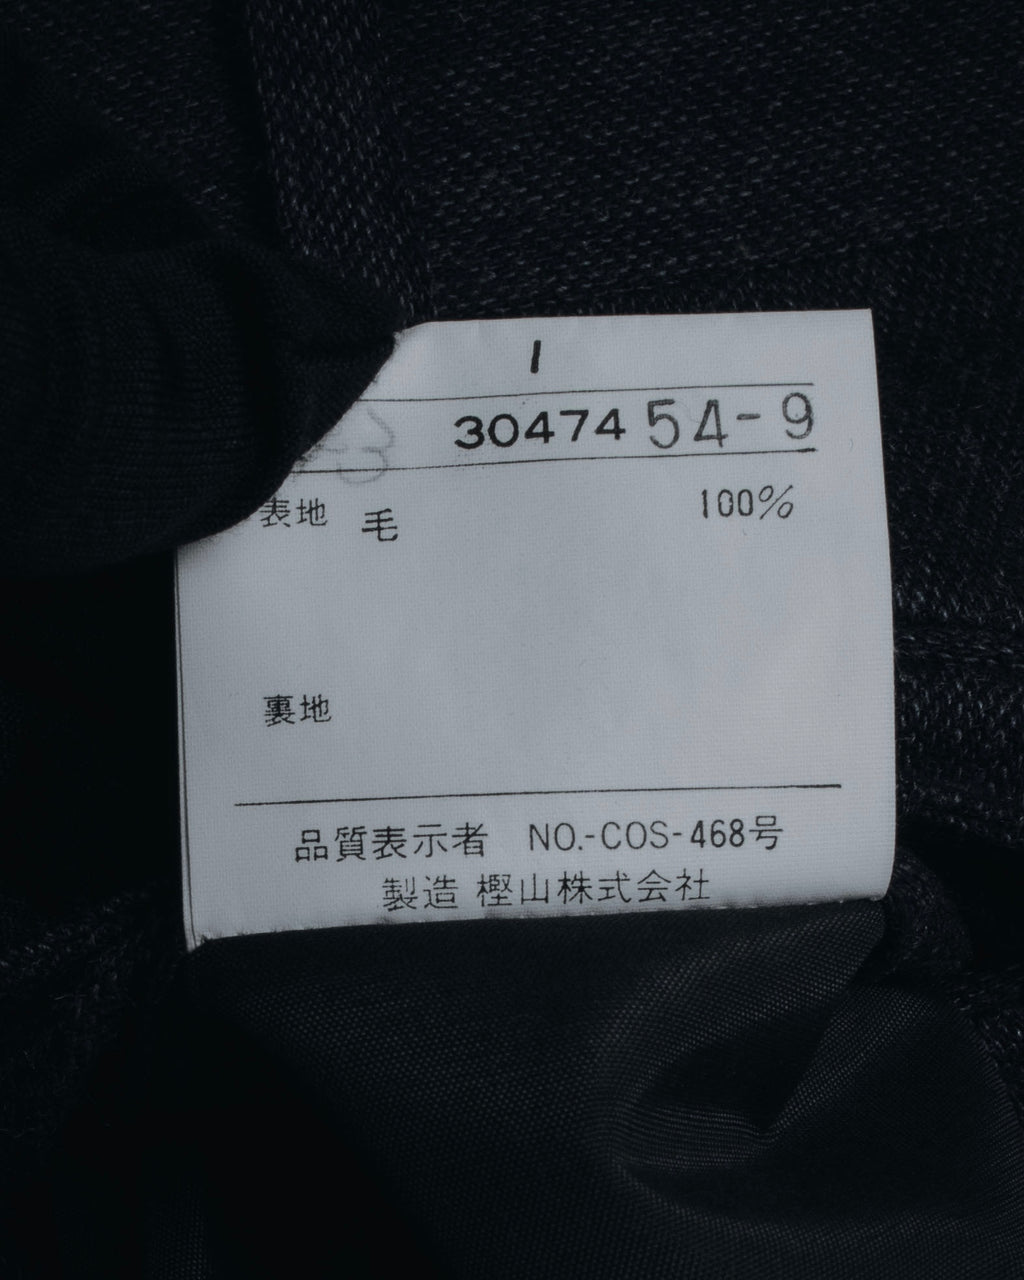 1
30474 54-9
表地 毛 100%
裏地
品質表示者 NO.-COS-468号
製造 樫山株式会社